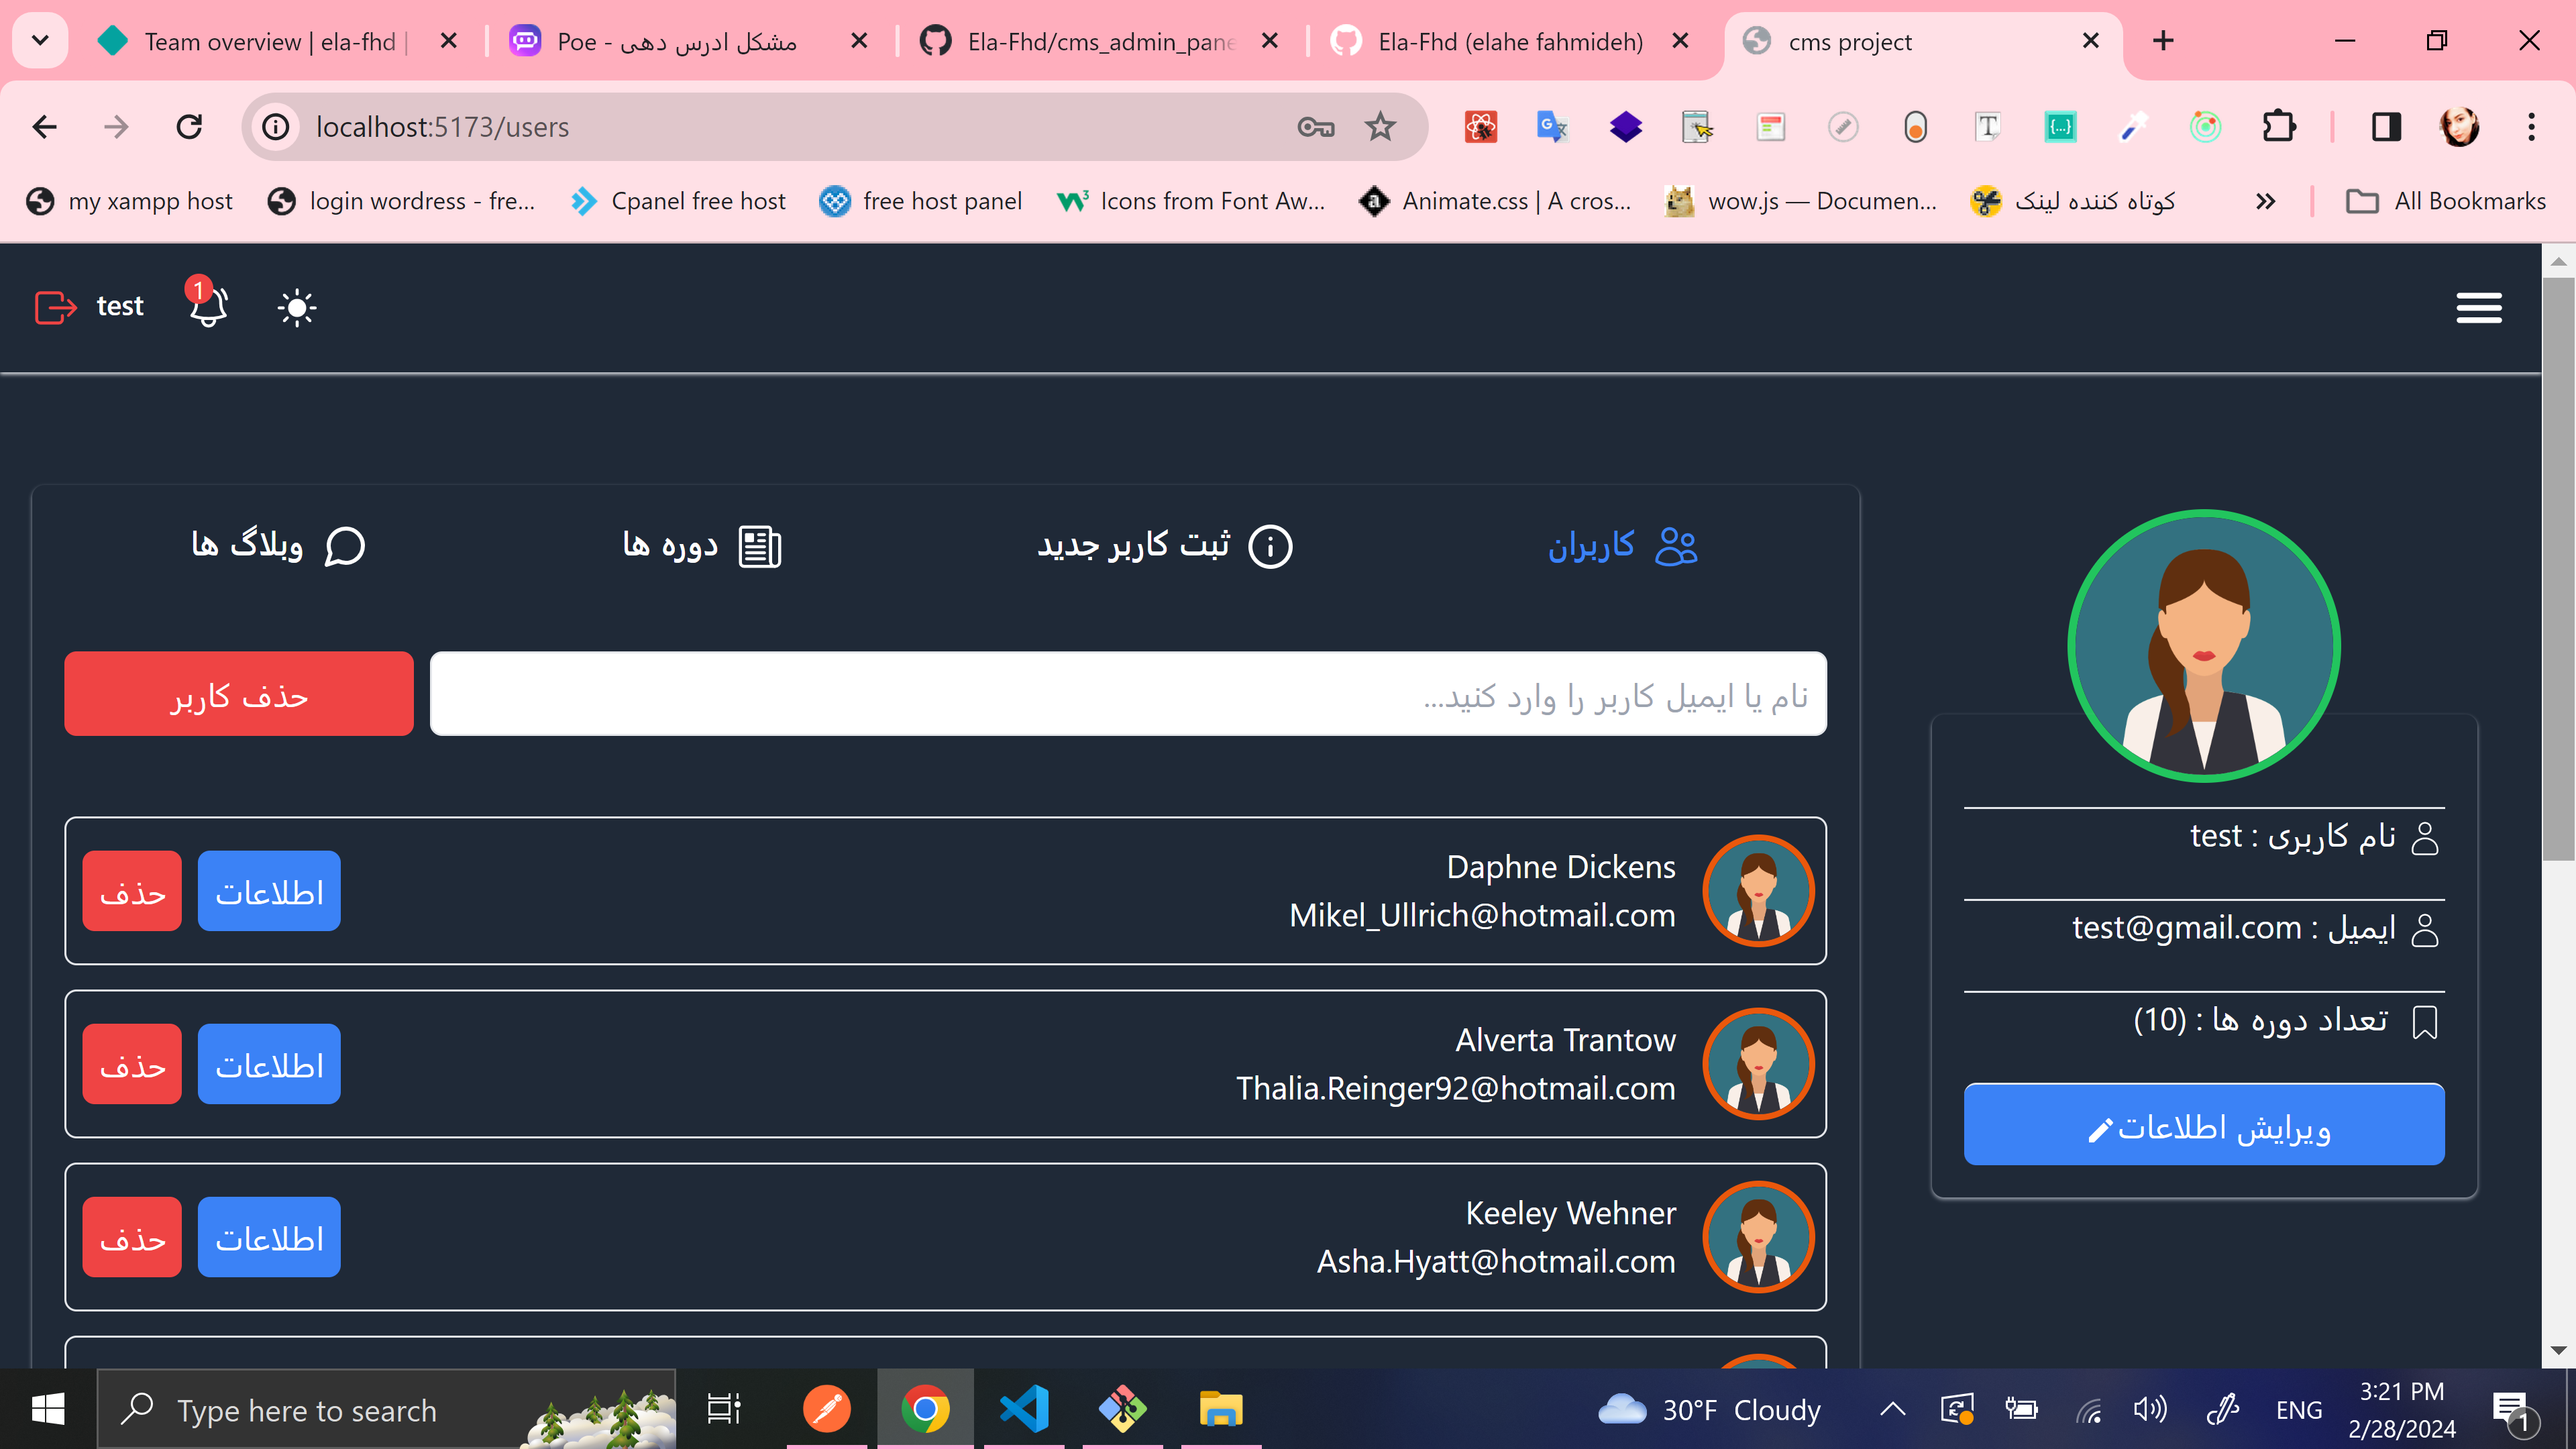 Team overview | ela-fhd |
Poe - مشکل ادرس دهی
Ela-Fhd/cms_admin_pane
Ela-Fhd (elahe fahmideh)
cms project
localhost:5173/users
my xampp host
login wordress - fre...
Cpanel free host
free host panel
Icons from Font Aw...
Animate.css | A cros...
wow.js — Documen...
کوتاه کننده لینک
All Bookmarks
test
1
کاربران
ثبت کاربر جدید
دوره ها
وبلاگ ها
نام یا ایمیل کاربر را وارد کنید...
حذف کاربر
Daphne Dickens
Mikel_Ullrich@hotmail.com
اطلاعات
حذف
Alverta Trantow
Thalia.Reinger92@hotmail.com
اطلاعات
حذف
Keeley Wehner
Asha.Hyatt@hotmail.com
اطلاعات
حذف
نام کاربری : test
ایمیل : test@gmail.com
تعداد دوره ها : (10)
ویرایش اطلاعات
Type here to search
30°F Cloudy
ENG
3:21 PM
2/28/2024
1